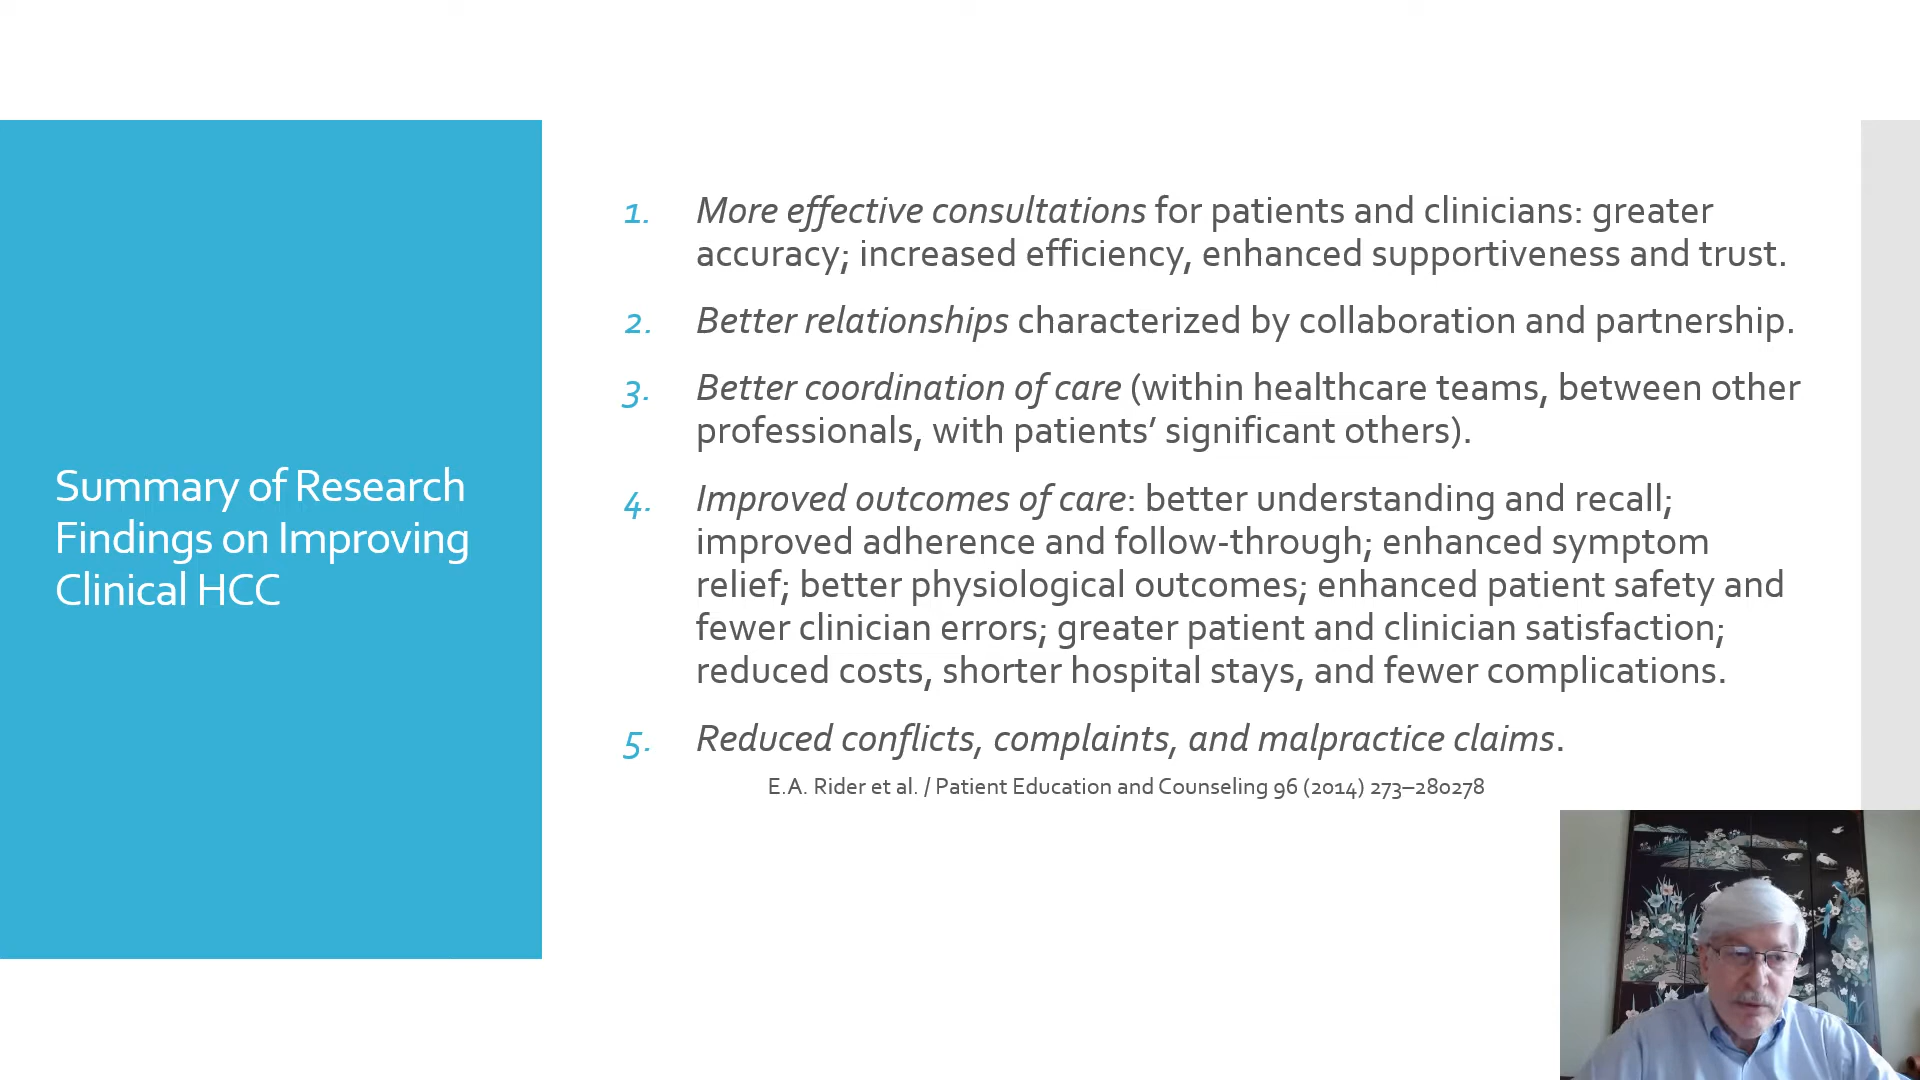 Summary of Research
Findings on Improving
Clinical HCC
1. More effective consultations for patients and clinicians: greater
accuracy; increased efficiency, enhanced supportiveness and trust.
2. Better relationships characterized by collaboration and partnership.
3. Better coordination of care (within healthcare teams, between other
professionals, with patients’ significant others).
4. Improved outcomes of care: better understanding and recall;
improved adherence and follow-through; enhanced symptom
relief; better physiological outcomes; enhanced patient safety and
fewer clinician errors; greater patient and clinician satisfaction;
reduced costs, shorter hospital stays, and fewer complications.
5. Reduced conflicts, complaints, and malpractice claims.
E.A. Rider et al. / Patient Education and Counseling 96 (2014) 273–280278